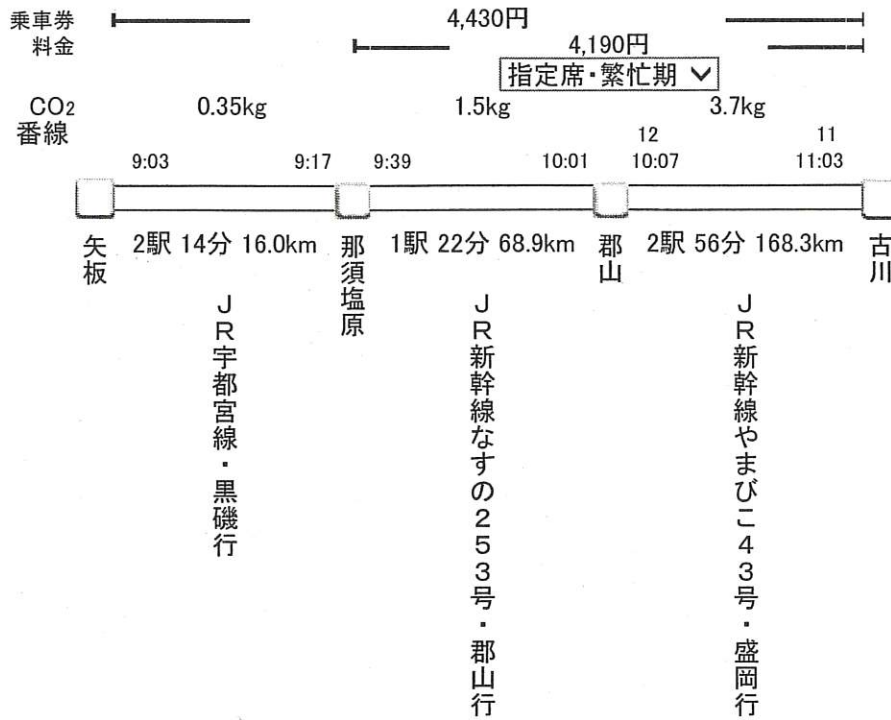 乗車券 4,430円
料金 4,190円
指定席・繁忙期
CO2 0.35kg 1.5kg 3.7kg
番線 12 11
9:03 9:17 9:39 10:01 10:07 11:03
矢板 2駅 14分 16.0km 那須塩原 1駅 22分 68.9km 郡山 2駅 56分 168.3km 古川
JR宇都宮線・黒磯行
JR新幹線なすの253号・郡山行
JR新幹線やまびこ43号・盛岡行